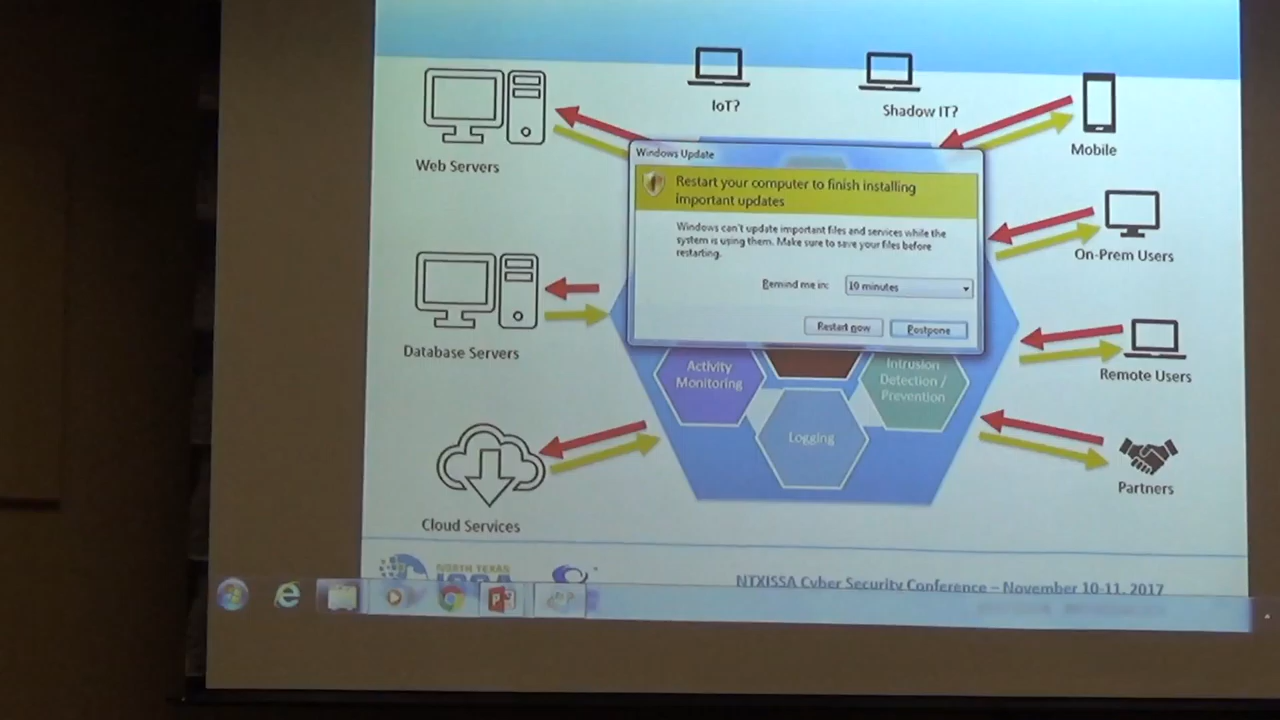 IoT?
Shadow IT?
Web Servers
Mobile
Windows Update
Restart your computer to finish installing
important updates
Windows can't update important files and services while the
system is using them. Make sure to save your files before
restarting.
Remind me in:
10 minutes
Restart now
Postpone
On-Prem Users
Database Servers
Remote Users
Activity
Monitoring
Intrusion
Detection /
Prevention
Logging
Cloud Services
Partners
NORTH TEXAS
ISSA
NTXISSA Cyber Security Conference – November 10-11, 2017